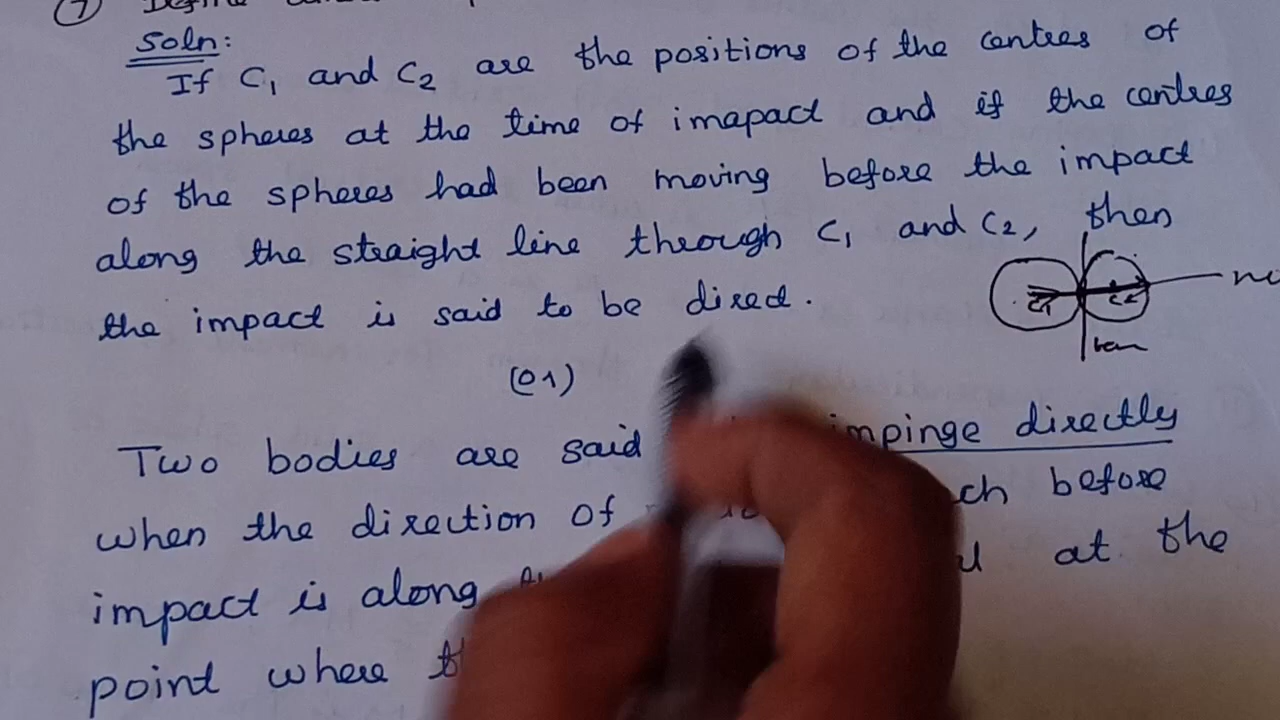 7
Soln:
If C1 and C2 are the positions of the centres of
the spheres at the time of imapact and if the centres
of the spheres had been moving before the impact
along the straight line through C1 and C2, then
the impact is said to be direct.
C1 C2
(or)
Two bodies are said impinge directly
when the direction of before
impact is along at the
point where